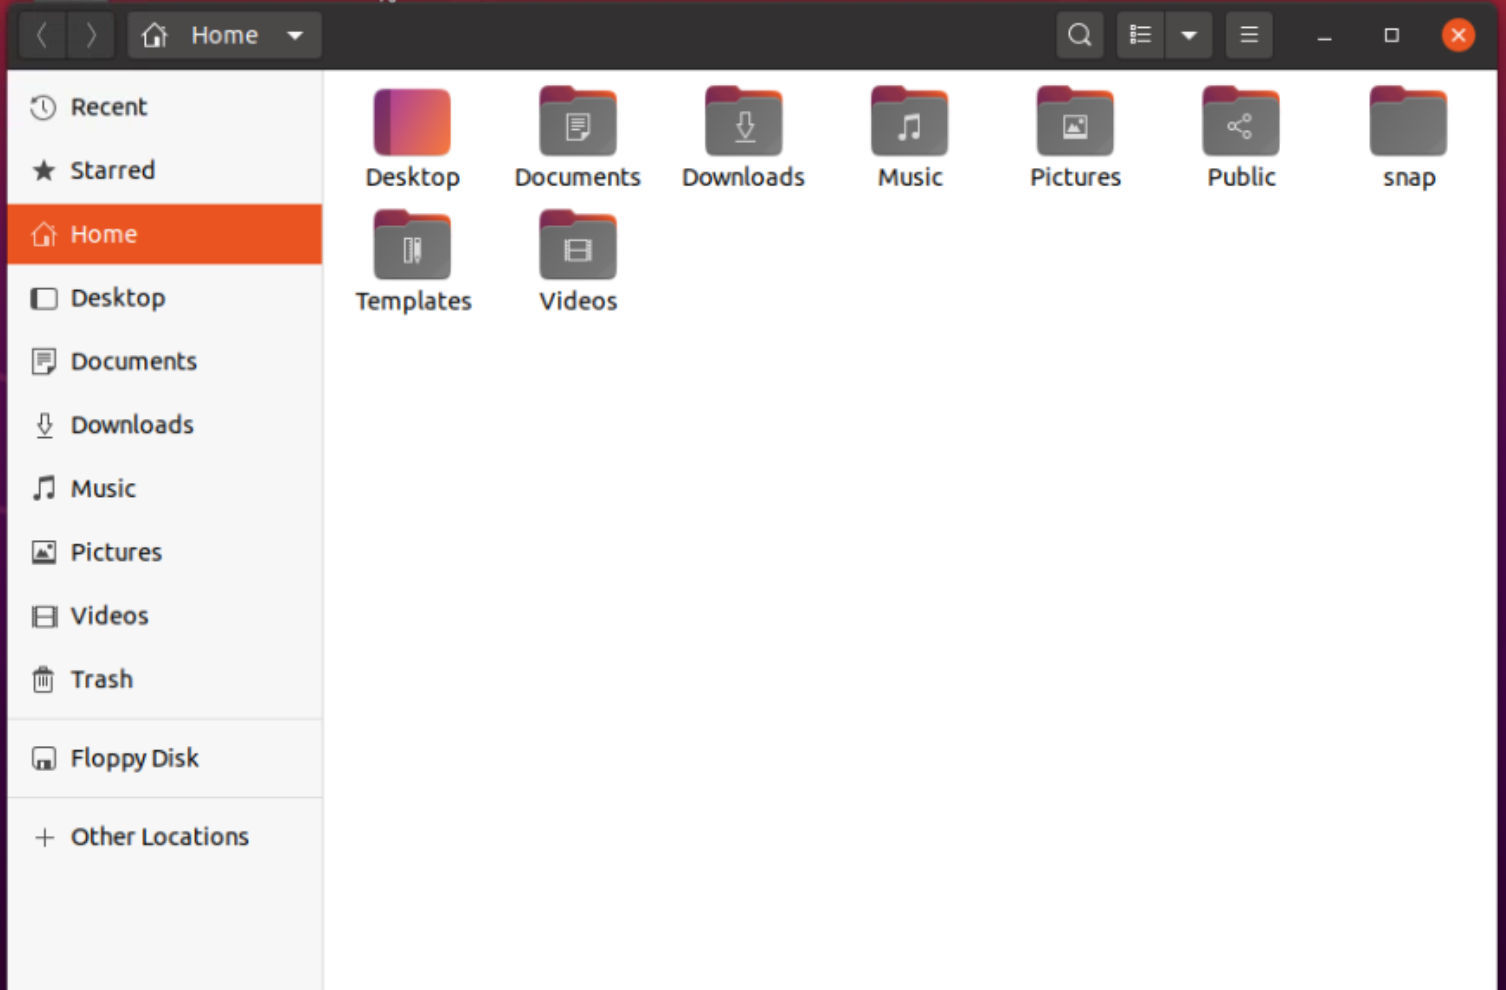 Home
Recent
Starred
Home
Desktop
Documents
Downloads
Music
Pictures
Videos
Trash
Floppy Disk
Other Locations
Desktop Documents Downloads Music Pictures Public snap
Templates Videos